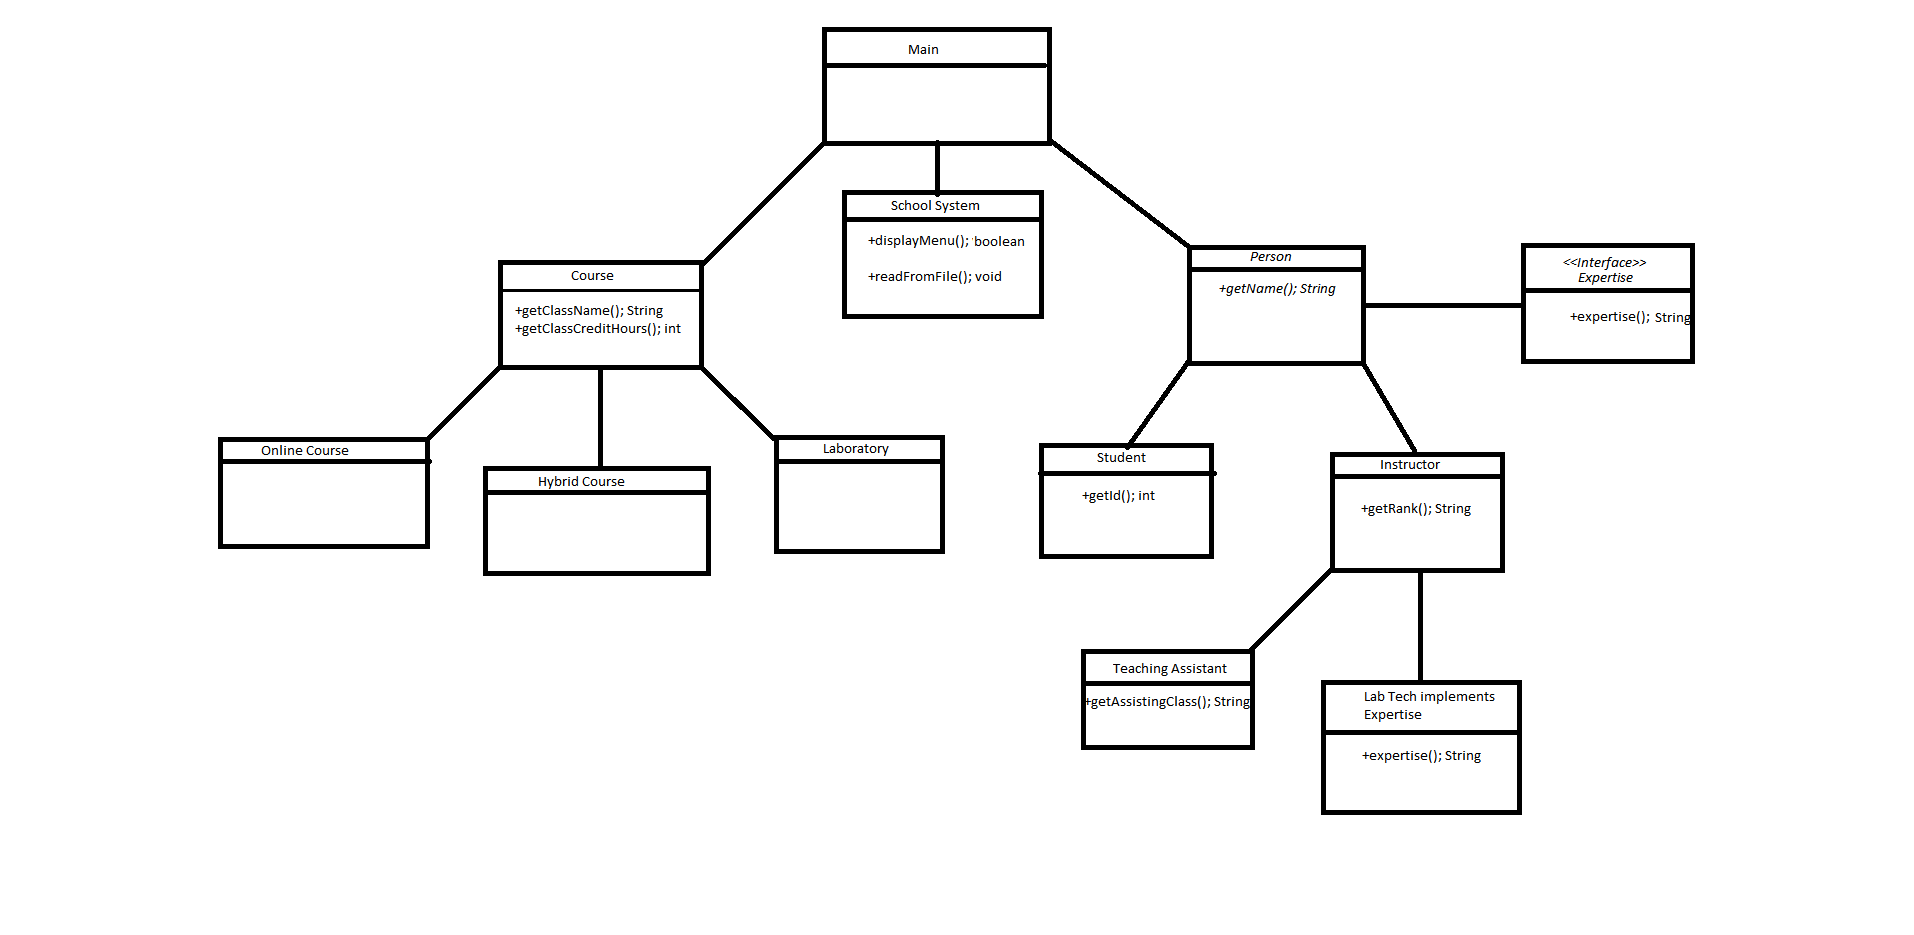 Main
School System
+displayMenu(); boolean
+readFromFile(); void
Course
+getClassName(); String
+getClassCreditHours(); int
Person
+getName(); String
<<Interface>>
Expertise
+expertise(); String
Online Course
Hybrid Course
Laboratory
Student
+getId(); int
Instructor
+getRank(); String
Teaching Assistant
+getAssistingClass(); String
Lab Tech implements
Expertise
+expertise(); String